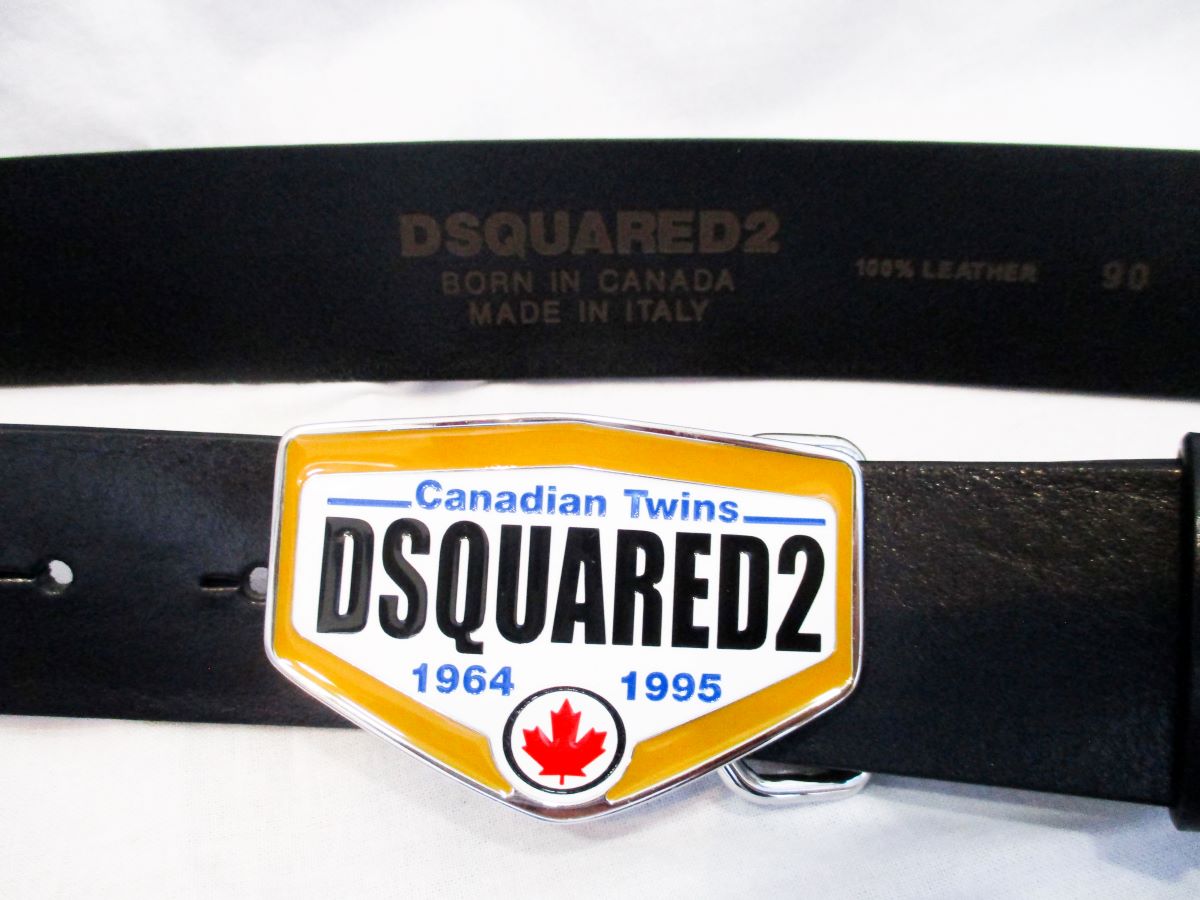 DSQUARED2
BORN IN CANADA
MADE IN ITALY
100% LEATHER 90
Canadian Twins
DSQUARED2
1964 1995